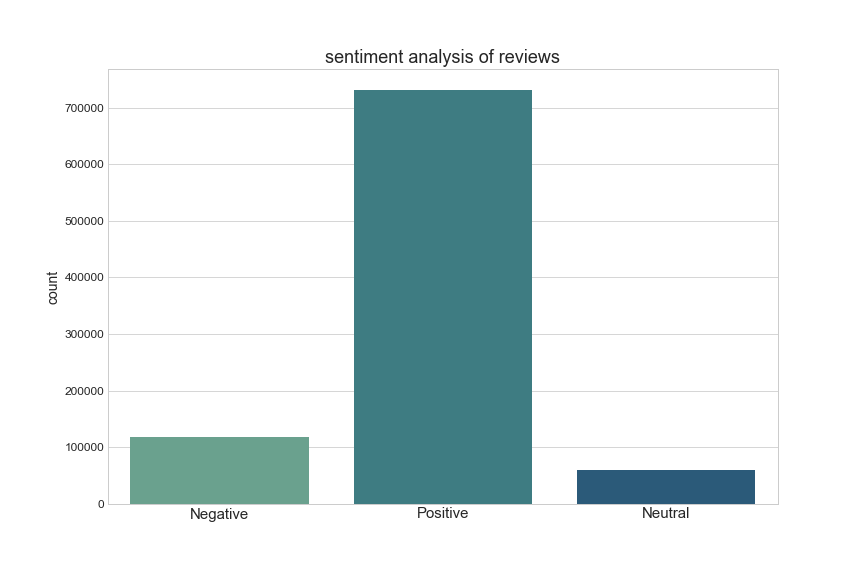 sentiment analysis of reviews
700000
600000
500000
400000
300000
200000
100000
0
count
Negative
Positive
Neutral